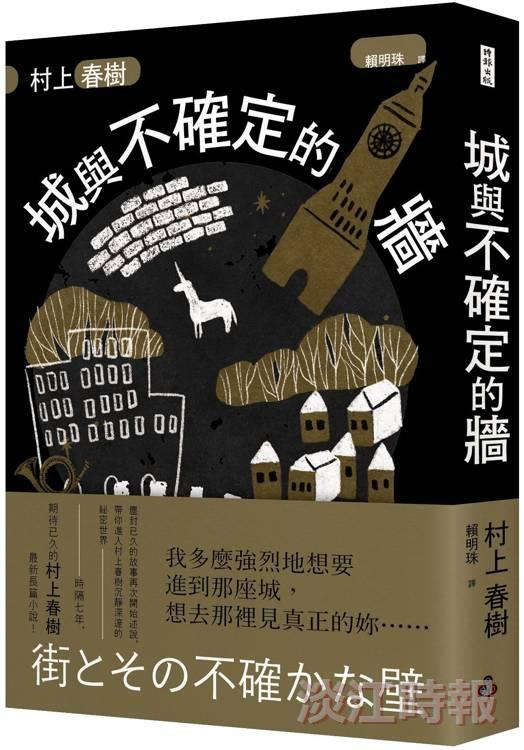 村上春樹
賴明珠 譯
城與不確定的牆
塵封已久的故事再次開始述說,
帶你進入村上春樹沉靜深邃的
祕密世界
時隔七年,
期待已久的村上春樹
最新長篇小說!
我多麼強烈地想要
進到那座城,
想去那裡見真正的妳⋯⋯
街とその不確かな壁
時報出版
城與不確定的牆
村上春樹
賴明珠 譯
淡江時報